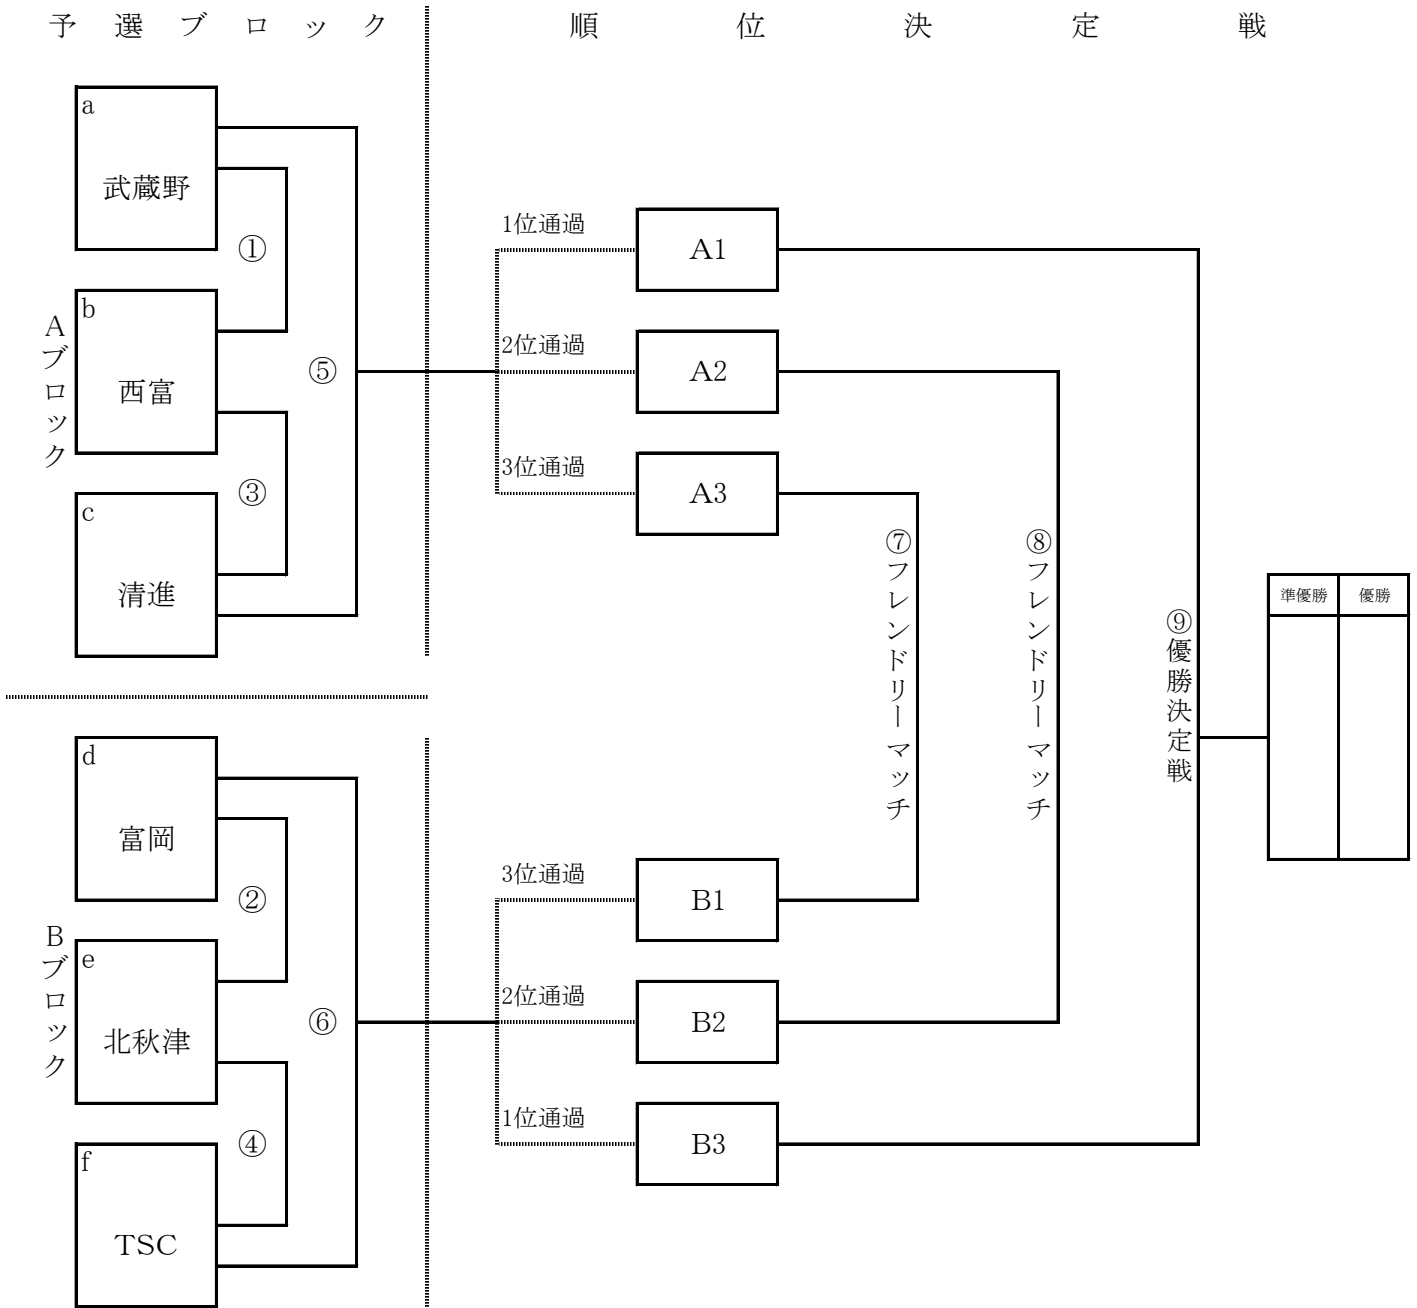 予選ブロック
順位決定戦
Aブロック
a
武蔵野
①
b
西富
⑤
③
c
清進
1位通過
A1
2位通過
A2
3位通過
A3
⑦フレンドリーマッチ
⑧フレンドリーマッチ
⑨優勝決定戦
準優勝 優勝
Bブロック
d
富岡
②
e
北秋津
⑥
④
f
TSC
3位通過
B1
2位通過
B2
1位通過
B3